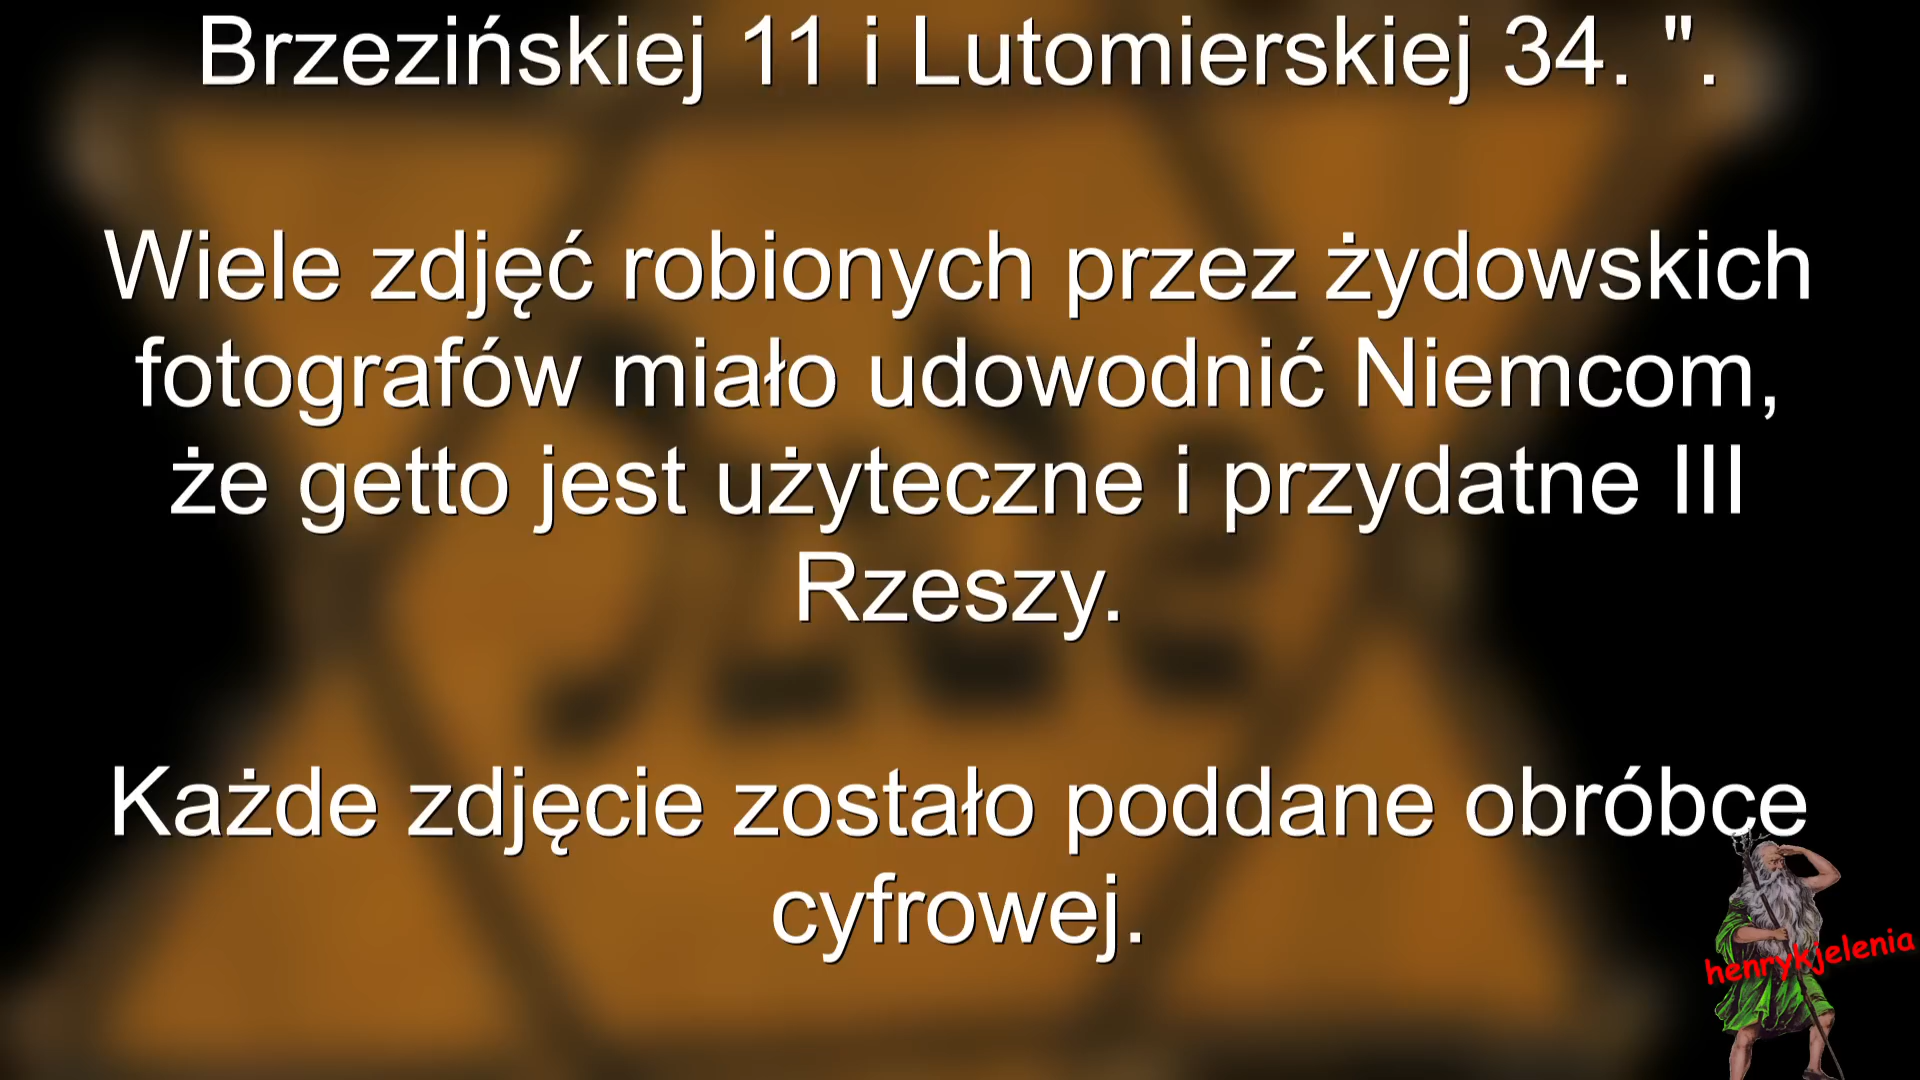 Brzezińskiej 11 i Lutomierskiej 34. ".
Wiele zdjęć robionych przez żydowskich
fotografów miało udowodnić Niemcom,
że getto jest użyteczne i przydatne III
Rzeszy.
Każde zdjęcie zostało poddane obróbce
cyfrowej.
henrykjelenia